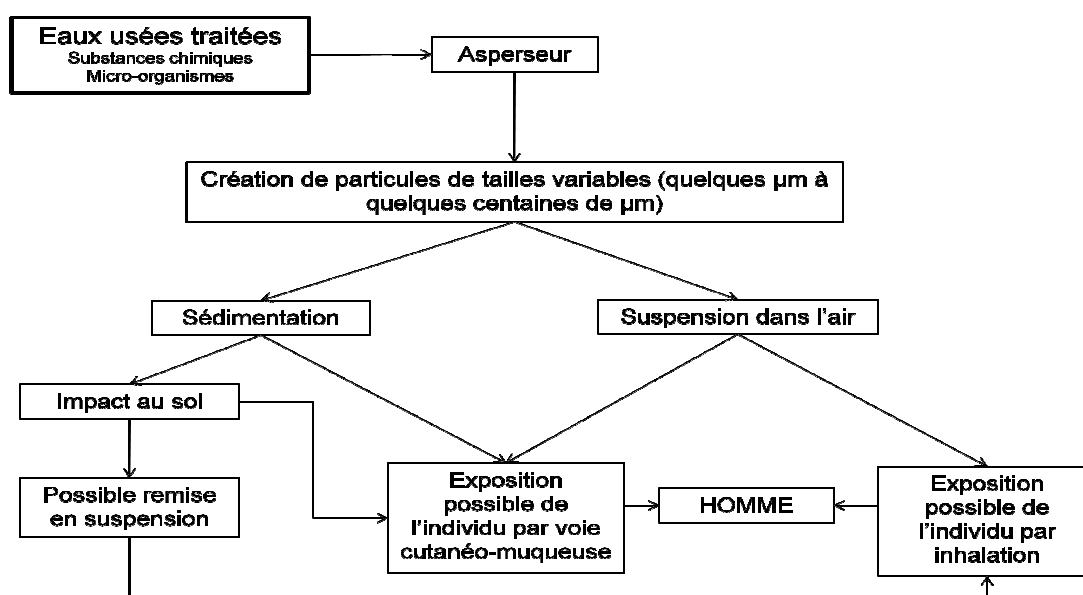 Eaux usées traitées
Substances chimiques
Micro-organismes
Asperseur
Création de particules de tailles variables (quelques µm à
quelques centaines de µm)
Sédimentation
Suspension dans l'air
Impact au sol
Possible remise
en suspension
Exposition
possible de
l'individu par voie
cutanéo-muqueuse
HOMME
Exposition
possible de
l'individu par
inhalation